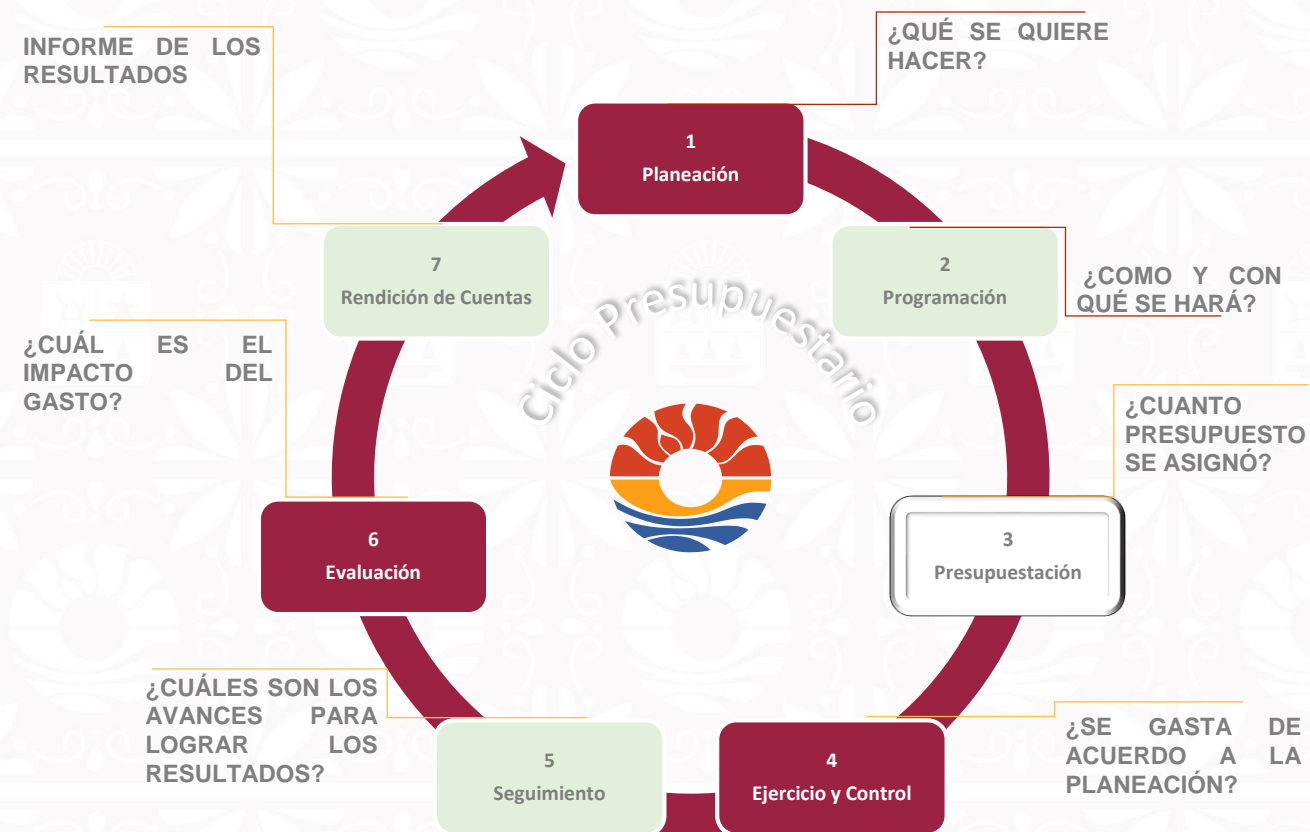 INFORME DE LOS
RESULTADOS
¿QUÉ SE QUIERE
HACER?
1
Planeación
7
Rendición de Cuentas
2
Programación
¿COMO Y CON
QUÉ SE HARÁ?
Ciclo Presupuestario
¿CUÁL ES EL
IMPACTO DEL
GASTO?
¿CUANTO
PRESUPUESTO
SE ASIGNÓ?
6
Evaluación
3
Presupuestación
¿CUÁLES SON LOS
AVANCES PARA
LOGRAR LOS
RESULTADOS?
5
Seguimiento
4
Ejercicio y Control
¿SE GASTA DE
ACUERDO A LA
PLANEACIÓN?